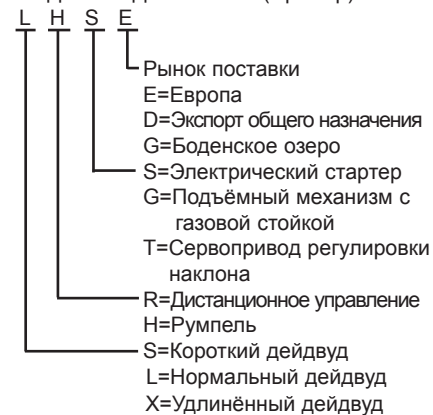 L H S E
Рынок поставки
E=Европа
D=Экспорт общего назначения
G=Боденское озеро
S=Электрический стартер
G=Подъёмный механизм с
газовой стойкой
T=Сервопривод регулировки
наклона
R=Дистанционное управление
H=Румпель
S=Короткий дейдвуд
L=Нормальный дейдвуд
X=Удлинённый дейдвуд